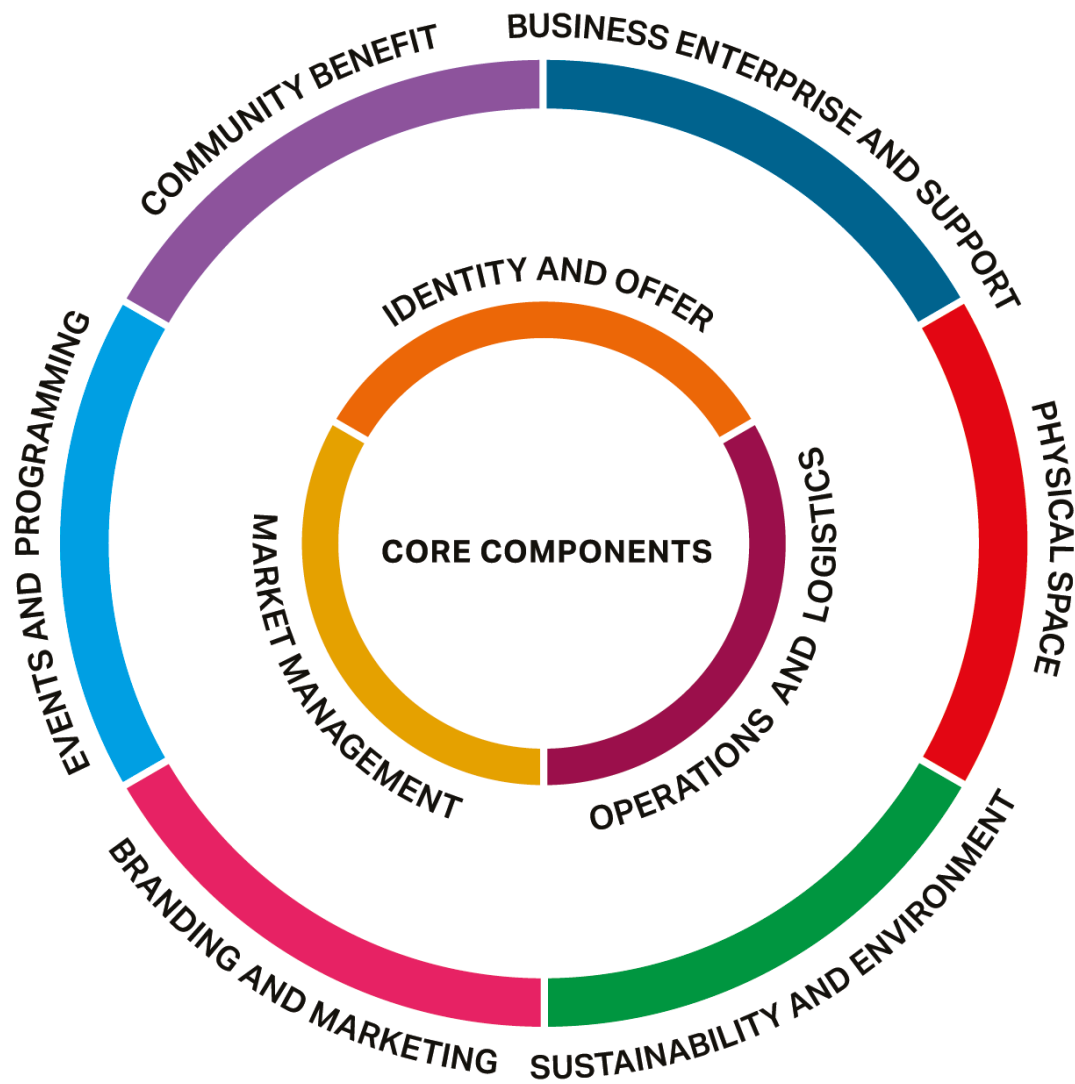 COMMUNITY BENEFIT
BUSINESS ENTERPRISE AND SUPPORT
PHYSICAL SPACE
SUSTAINABILITY AND ENVIRONMENT
BRANDING AND MARKETING
EVENTS AND PROGRAMMING
IDENTITY AND OFFER
OPERATIONS AND LOGISTICS
MARKET MANAGEMENT
CORE COMPONENTS